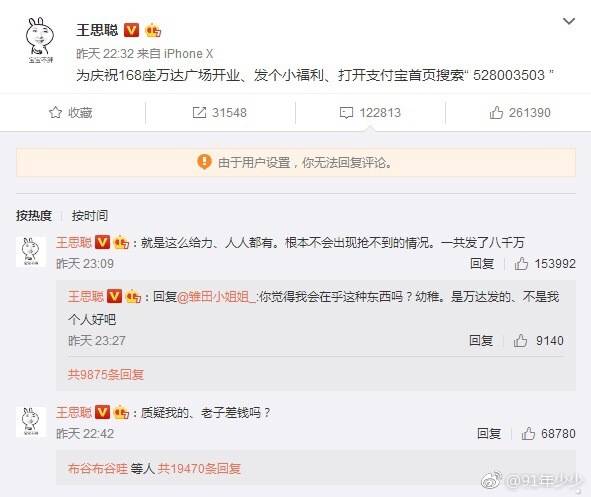 王思聪
宝宝不胖
昨天 22:32 来自 iPhone X
为庆祝168座万达广场开业、发个小福利、打开支付宝首页搜索“ 528003503 ”
收藏 31548 122813 261390
由于用户设置，你无法回复评论。
按热度 按时间
王思聪：就是这么给力、人人都有。根本不会出现抢不到的情况。一共发了八千万
昨天 23:09 回复 153992
王思聪：回复@雏田小姐姐_:你觉得我会在乎这种东西吗？幼稚。是万达发的、不是我
个人好吧
昨天 23:27 回复 9140
共9875条回复
王思聪：质疑我的、老子差钱吗？
昨天 22:42 回复 68780
布谷布谷哇 等人 共19470条回复
@91年少少